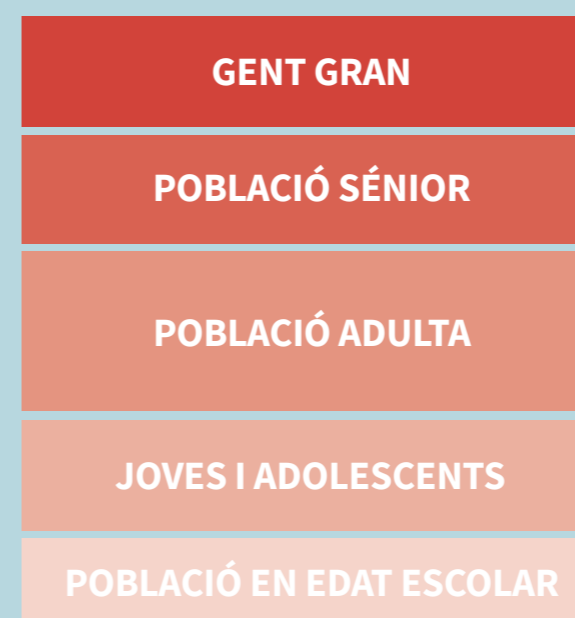 GENT GRAN
POBLACIÓ SÉNIOR
POBLACIÓ ADULTA
JOVES I ADOLESCENTS
POBLACIÓ EN EDAT ESCOLAR